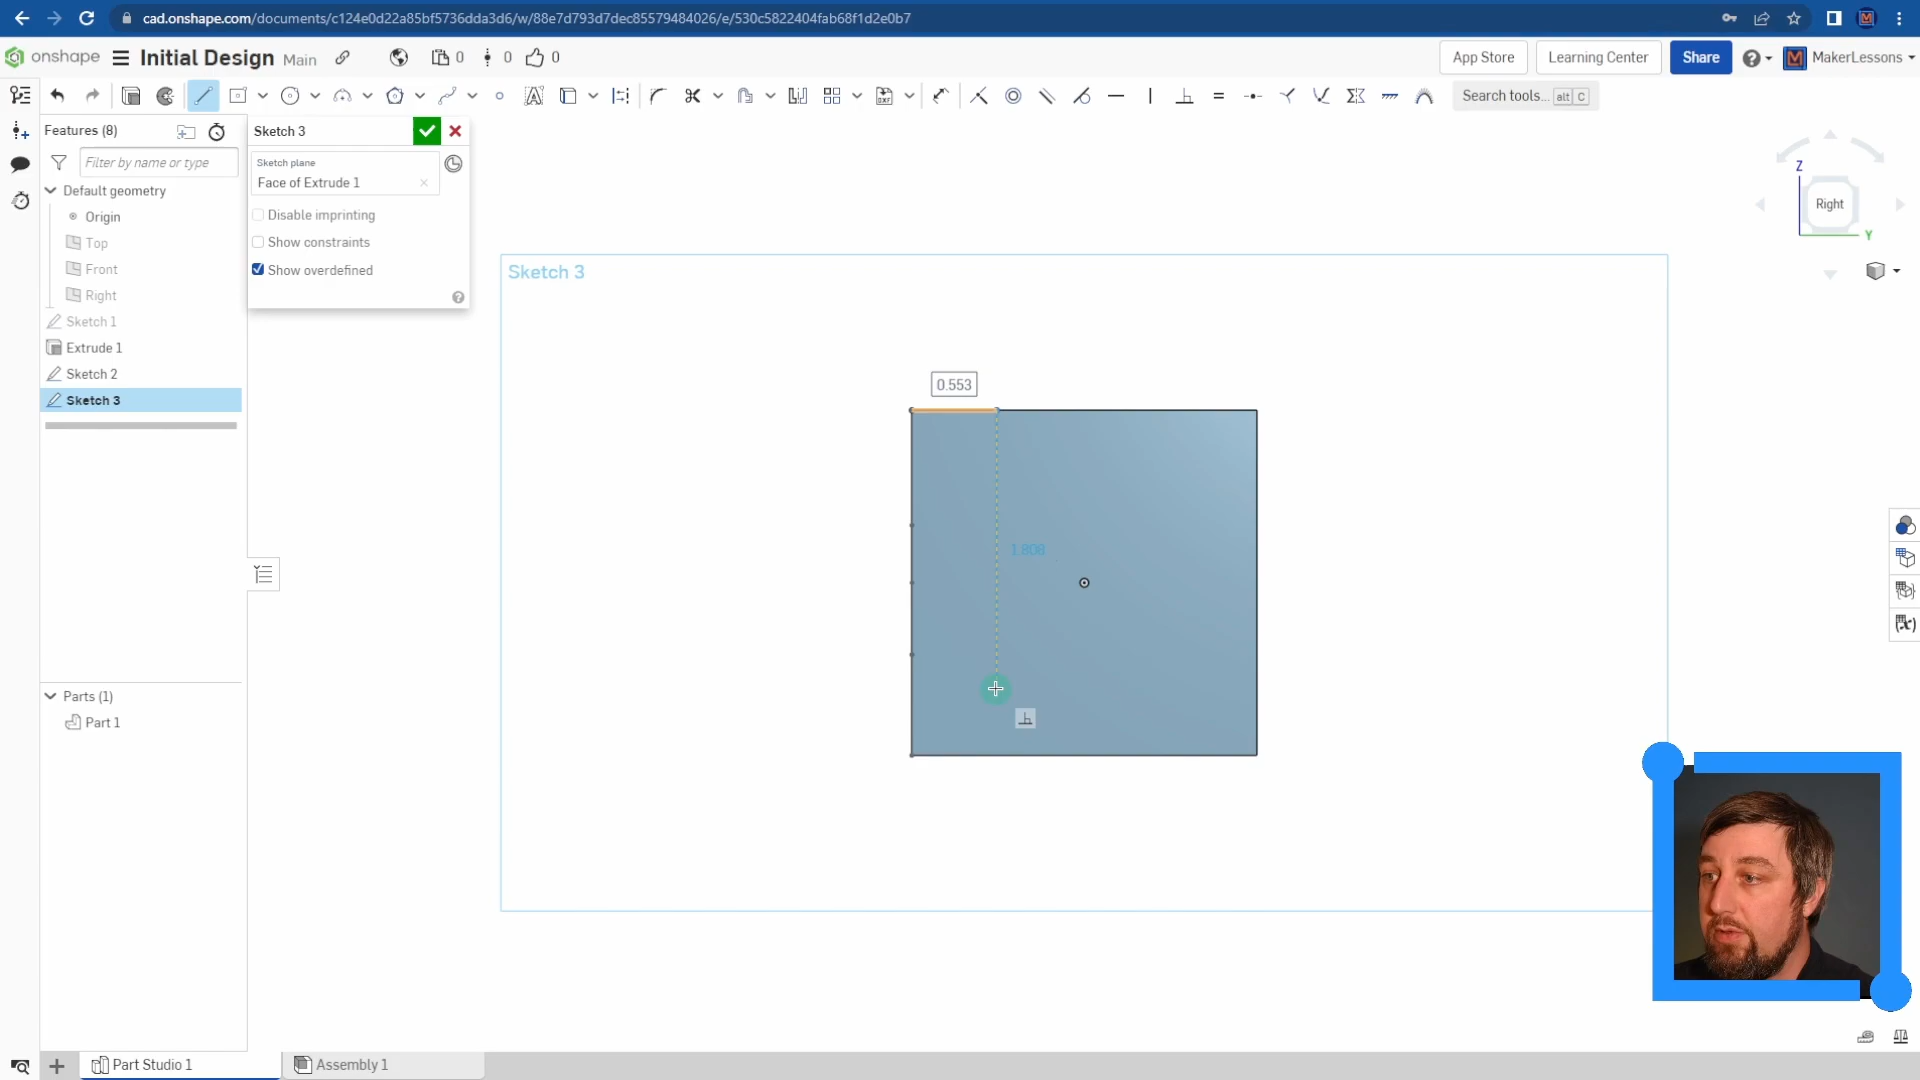 cad.onshape.com/documents/c124e0d22a85bf5736dda3d6/w/88e7d793d7dec85579484026/e/530c5822404fab68f1d2e0b7
onshape
Initial Design
Main
0
0
0
App Store
Learning Center
Share
MakerLessons
Search tools...
alt
C
Features (8)
Filter by name or type
Default geometry
Origin
Top
Front
Right
Sketch 1
Extrude 1
Sketch 2
Sketch 3
Parts (1)
Part 1
Sketch 3
Sketch plane
Face of Extrude 1
Disable imprinting
Show constraints
Show overdefined
Sketch 3
0.553
1.808
Z
Right
Y
Part Studio 1
Assembly 1